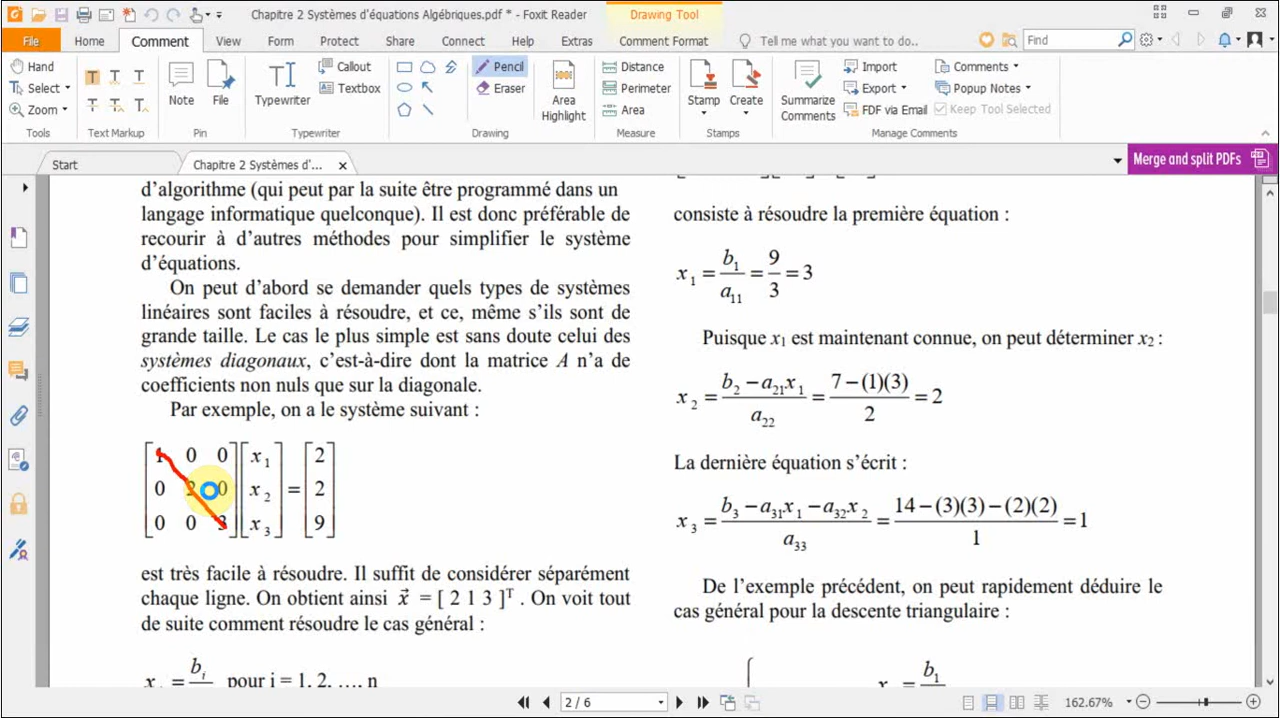 Chapitre 2 Systèmes d'équations Algébriques.pdf * - Foxit Reader
Drawing Tool
File Home Comment View Form Protect Share Connect Help Extras Comment Format Tell me what you want to do.. Find
Hand
Select
Zoom
Tools
T T T
T T T
Text Markup
Note
File
Pin
Typewriter
Callout
Textbox
Typewriter
Pencil
Eraser
Drawing
Area
Highlight
Distance
Perimeter
Area
Measure
Stamp
Create
Stamps
Summarize
Comments
Import
Export
FDF via Email
Comments
Popup Notes
Keep Tool Selected
Manage Comments
Start
Chapitre 2 Systèmes d'...
Merge and split PDFs
d'algorithme (qui peut par la suite être programmé dans un
langage informatique quelconque). Il est donc préférable de
recourir à d'autres méthodes pour simplifier le système
d'équations.
On peut d'abord se demander quels types de systèmes
linéaires sont faciles à résoudre, et ce, même s'ils sont de
grande taille. Le cas le plus simple est sans doute celui des
systèmes diagonaux, c'est-à-dire dont la matrice A n'a de
coefficients non nuls que sur la diagonale.
Par exemple, on a le système suivant :
[1 0 0] [x1] [2]
[0 2 0] [x2] = [2]
[0 0 3] [x3] [9]
est très facile à résoudre. Il suffit de considérer séparément
chaque ligne. On obtient ainsi x⃗ = [ 2 1 3 ]ᵀ . On voit tout
de suite comment résoudre le cas général :
bi
= pour i = 1, 2, …, n
consiste à résoudre la première équation :
x1 = b1/a11 = 9/3 = 3
Puisque x1 est maintenant connue, on peut déterminer x2 :
x2 = (b2 − a21x1)/a22 = (7 − (1)(3))/2 = 2
La dernière équation s'écrit :
x3 = (b3 − a31x1 − a32x2)/a33 = (14 − (3)(3) − (2)(2))/1 = 1
De l'exemple précédent, on peut rapidement déduire le
cas général pour la descente triangulaire :
b1
2 / 6
162.67%